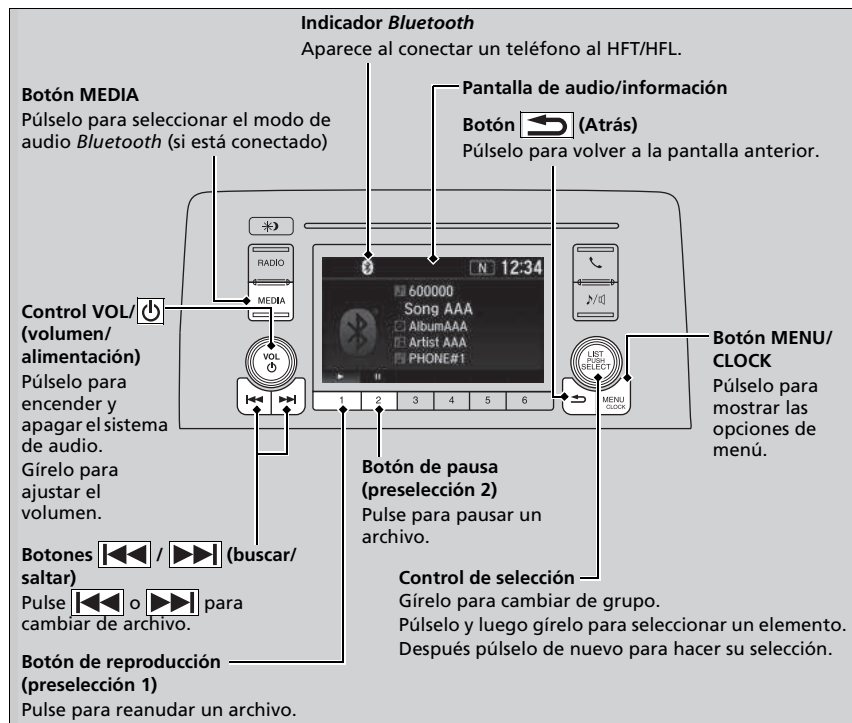 Indicador Bluetooth
Aparece al conectar un teléfono al HFT/HFL.
Botón MEDIA
Púlselo para seleccionar el modo de
audio Bluetooth (si está conectado)
Pantalla de audio/información
Botón (Atrás)
Púlselo para volver a la pantalla anterior.
RADIO
MEDIA
VOL
N 12:34
600000
Song AAA
AlbumAAA
Artist AAA
PHONE#1
1 2 3 4 5 6
LIST
PUSH
SELECT
MENU
CLOCK
Control VOL/
(volumen/
alimentación)
Púlselo para
encender y
apagar el sistema
de audio.
Gírelo para
ajustar el
volumen.
Botón MENU/
CLOCK
Púlselo para
mostrar las
opciones de
menú.
Botón de pausa
(preselección 2)
Pulse para pausar un
archivo.
Botones / (buscar/
saltar)
Pulse o para
cambiar de archivo.
Control de selección
Gírelo para cambiar de grupo.
Púlselo y luego gírelo para seleccionar un elemento.
Después púlselo de nuevo para hacer su selección.
Botón de reproducción
(preselección 1)
Pulse para reanudar un archivo.